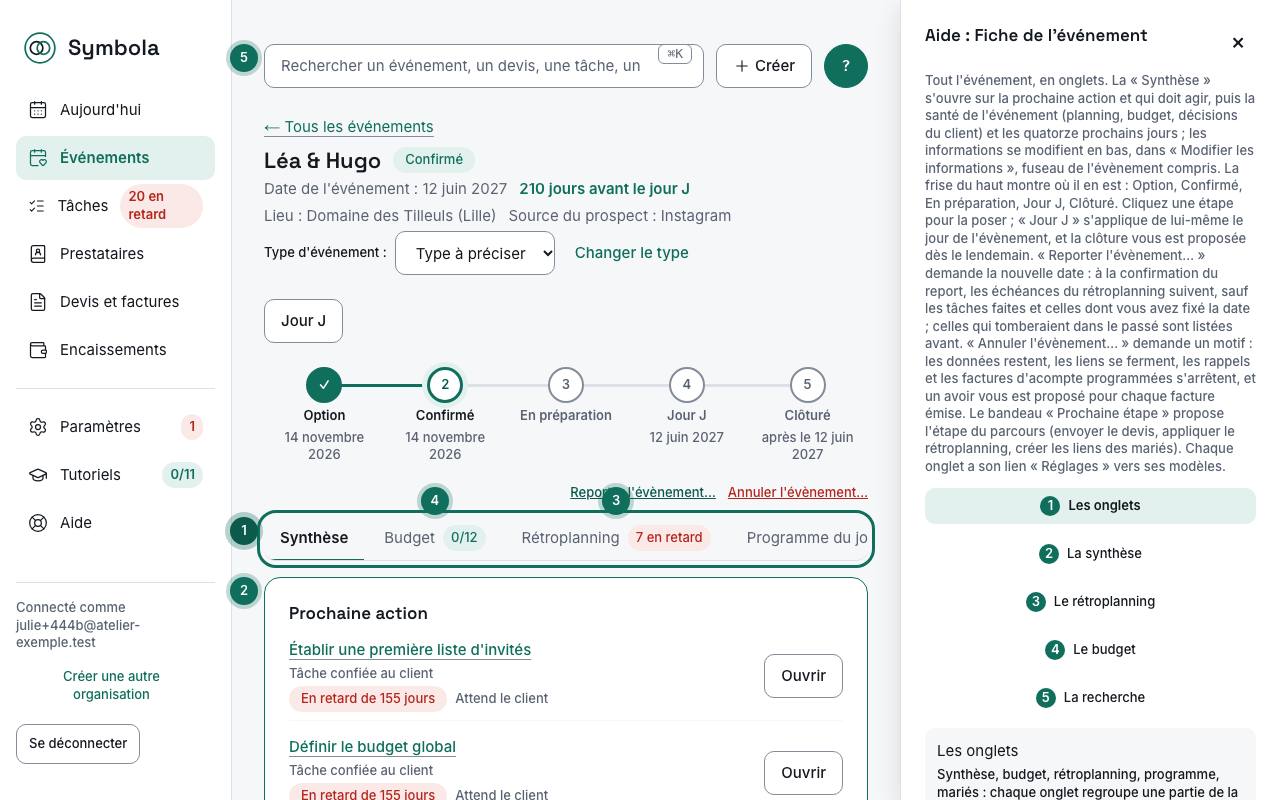 Symbola
Aujourd'hui
Événements
Tâches
20 en
retard
Prestataires
Devis et factures
Encaissements
Paramètres
1
Tutoriels
0/11
Aide
Connecté comme
julie+444b@atelier-
exemple.test
Créer une autre
organisation
Se déconnecter
5
Rechercher un événement, un devis, une tâche, un
⌘K
+ Créer
?
← Tous les événements
Léa & Hugo
Confirmé
Date de l'événement : 12 juin 2027 210 jours avant le jour J
Lieu : Domaine des Tilleuls (Lille) Source du prospect : Instagram
Type d'événement :
Type à préciser
Changer le type
Jour J
2
3
4
5
Option
Confirmé
En préparation
Jour J
Clôturé
14 novembre
2026
14 novembre
2026
12 juin 2027
après le 12 juin
2027
l'évènement...
Annuler l'évènement...
4
3
1
Synthèse
Budget
0/12
Rétroplanning
7 en retard
Programme du jo
2
Prochaine action
Établir une première liste d'invités
Tâche confiée au client
En retard de 155 jours
Attend le client
Ouvrir
Définir le budget global
Tâche confiée au client
En retard de 155 jours
Attend le client
Ouvrir
Aide : Fiche de l'événement
×
Tout l'événement, en onglets. La « Synthèse »
s'ouvre sur la prochaine action et qui doit agir, puis la
santé de l'événement (planning, budget, décisions
du client) et les quatorze prochains jours ; les
informations se modifient en bas, dans « Modifier les
informations », fuseau de l'évènement compris. La
frise du haut montre où il en est : Option, Confirmé,
En préparation, Jour J, Clôturé. Cliquez une étape
pour la poser ; « Jour J » s'applique de lui-même le
jour de l'évènement, et la clôture vous est proposée
dès le lendemain. « Reporter l'évènement... »
demande la nouvelle date : à la confirmation du
report, les échéances du rétroplanning suivent, sauf
les tâches faites et celles dont vous avez fixé la date
; celles qui tomberaient dans le passé sont listées
avant. « Annuler l'évènement... » demande un motif :
les données restent, les liens se ferment, les rappels
et les factures d'acompte programmées s'arrêtent, et
un avoir vous est proposé pour chaque facture
émise. Le bandeau « Prochaine étape » propose
l'étape du parcours (envoyer le devis, appliquer le
rétroplanning, créer les liens des mariés). Chaque
onglet a son lien « Réglages » vers ses modèles.
1 Les onglets
2 La synthèse
3 Le rétroplanning
4 Le budget
5 La recherche
Les onglets
Synthèse, budget, rétroplanning, programme,
mariés : chaque onglet regroupe une partie de la